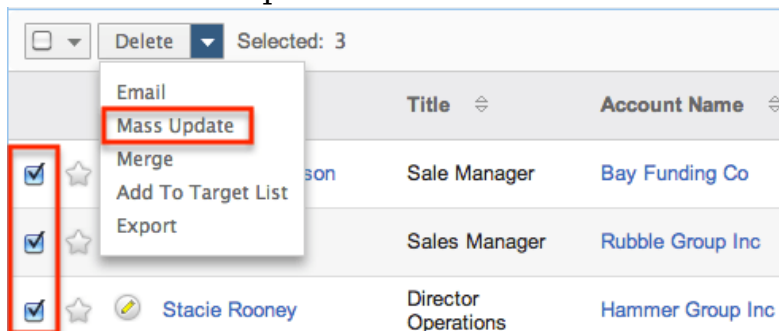 Delete Selected: 3
Email
Mass Update
Merge
Add To Target List
Export
Title Account Name
son Sale Manager Bay Funding Co
Sales Manager Rubble Group Inc
Stacie Rooney Director Operations Hammer Group Inc